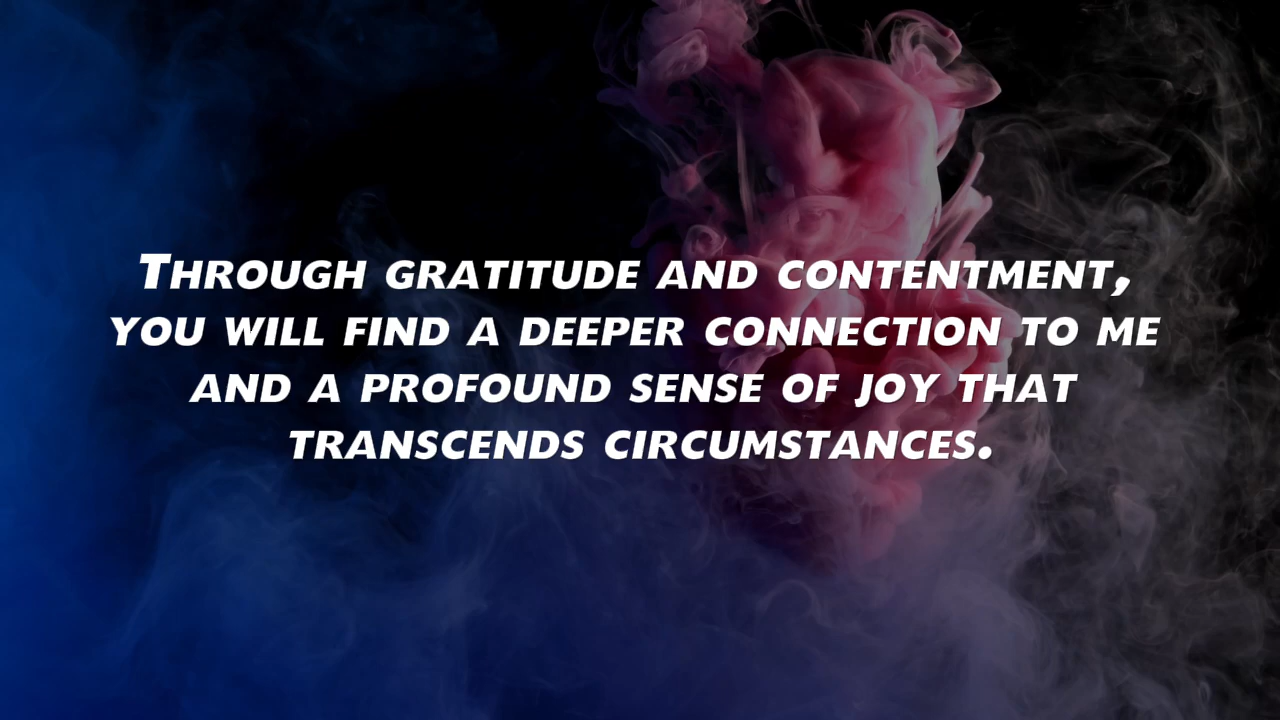 Through gratitude and contentment,
you will find a deeper connection to me
and a profound sense of joy that
transcends circumstances.